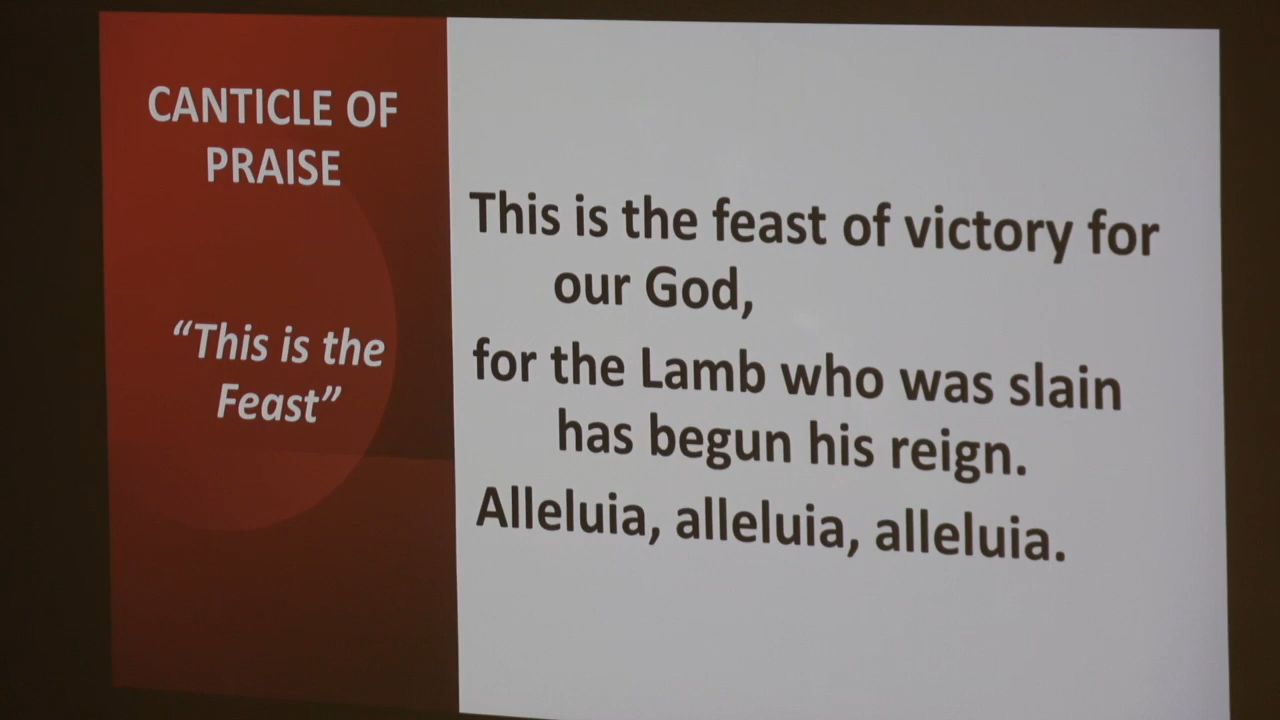 CANTICLE OF
PRAISE
“This is the
Feast”
This is the feast of victory for
our God,
for the Lamb who was slain
has begun his reign.
Alleluia, alleluia, alleluia.